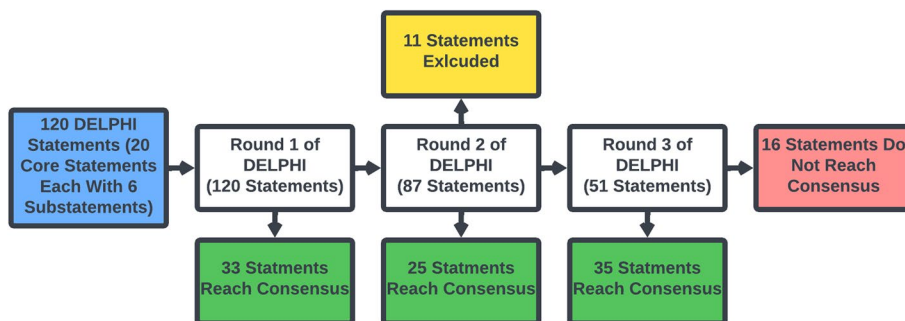 11 Statements
Exlcuded
120 DELPHI
Statements (20
Core Statements
Each With 6
Substatements)
Round 1 of
DELPHI
(120 Statements)
Round 2 of
DELPHI
(87 Statements)
Round 3 of
DELPHI
(51 Statements)
16 Statements Do
Not Reach
Consensus
33 Statments
Reach Consensus
25 Statments
Reach Consensus
35 Statments
Reach Consensus